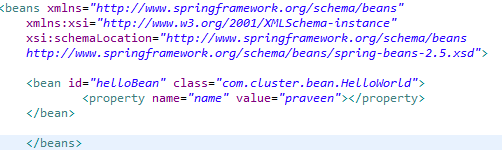 <beans xmlns="http://www.springframework.org/schema/beans"
xmlns:xsi="http://www.w3.org/2001/XMLSchema-instance"
xsi:schemaLocation="http://www.springframework.org/schema/beans
http://www.springframework.org/schema/beans/spring-beans-2.5.xsd">
<bean id="helloBean" class="com.cluster.bean.HelloWorld">
<property name="name" value="praveen"></property>
</bean>
</beans>